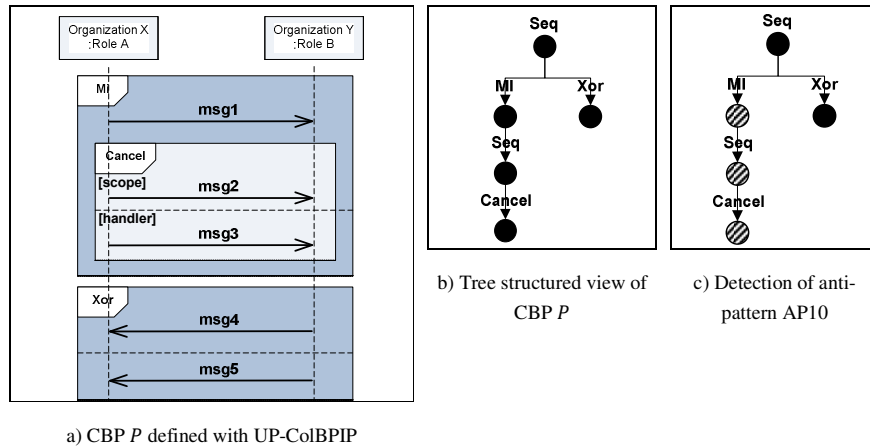 Organization X
:Role A
Organization Y
:Role B
MI
msg1
Cancel
[scope]
msg2
[handler]
msg3
Xor
msg4
msg5
a) CBP P defined with UP-ColBPIP
Seq
MI
Xor
Seq
Cancel
b) Tree structured view of
CBP P
Seq
MI
Xor
Seq
Cancel
c) Detection of anti-
pattern AP10